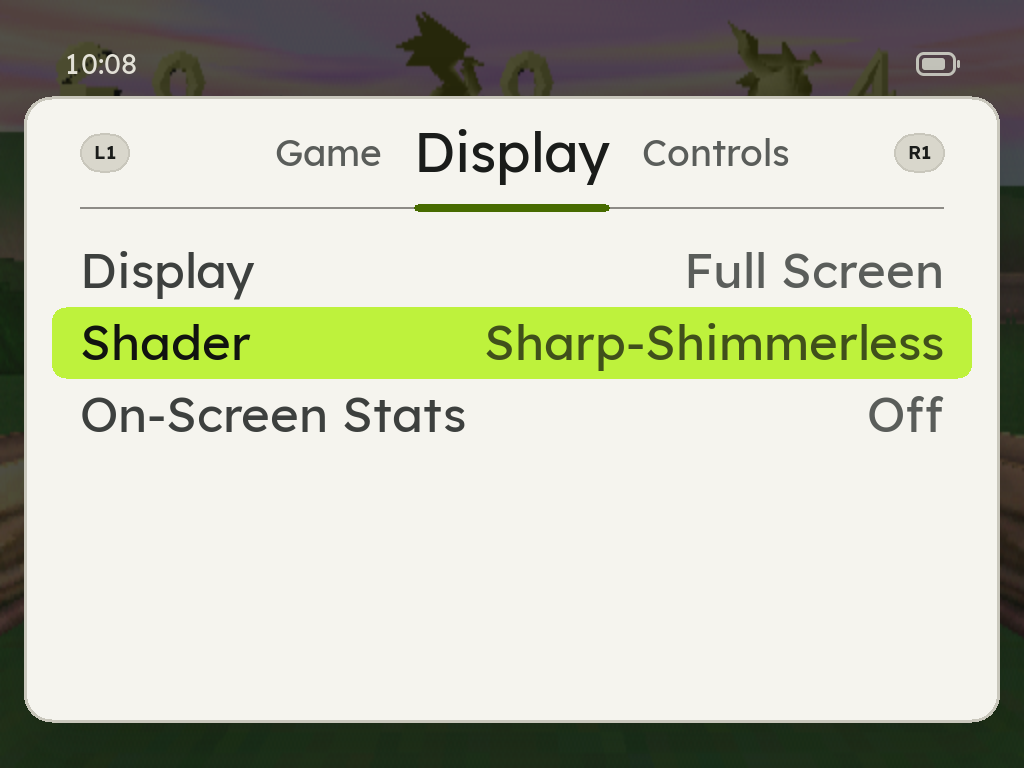 10:08
L1 Game Display Controls R1
Display Full Screen
Shader Sharp-Shimmerless
On-Screen Stats Off